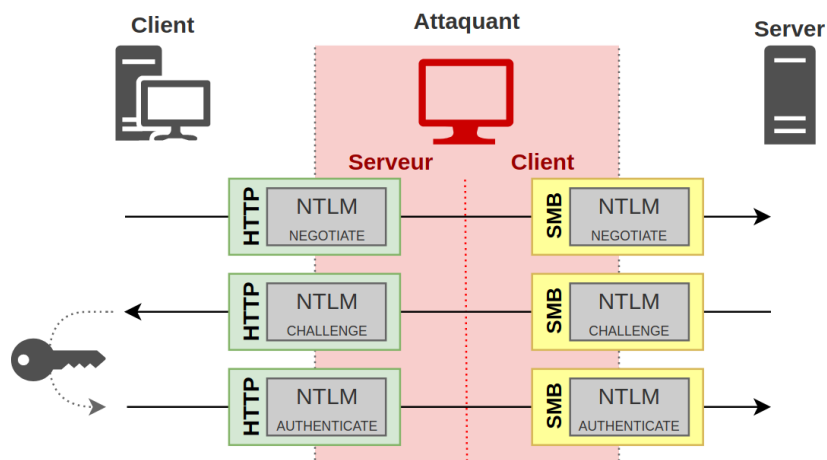 Client
Attaquant
Server
Serveur
Client
HTTP
NTLM
NEGOTIATE
SMB
NTLM
NEGOTIATE
HTTP
NTLM
CHALLENGE
SMB
NTLM
CHALLENGE
HTTP
NTLM
AUTHENTICATE
SMB
NTLM
AUTHENTICATE